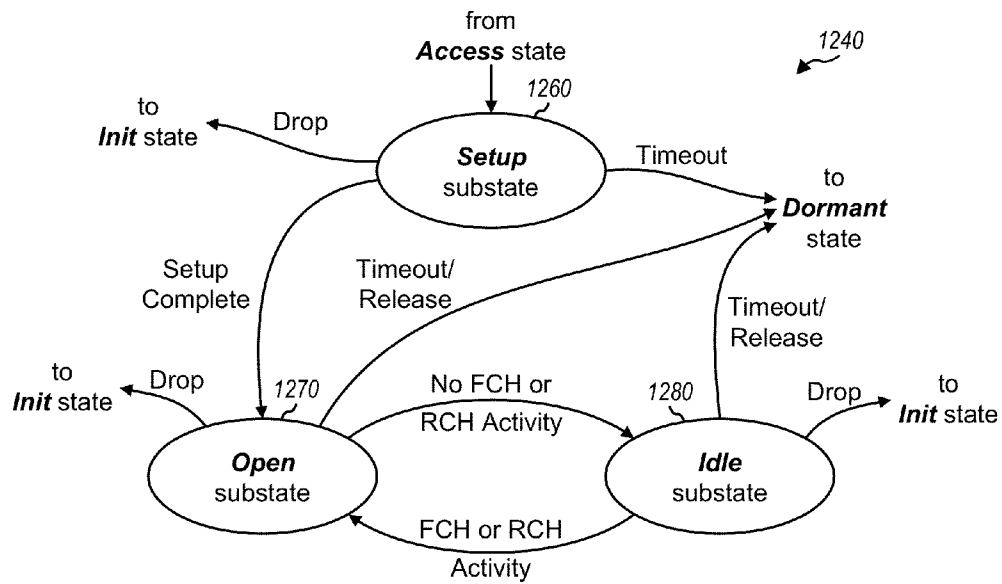 from
Access state
1240
1260
to
Init state
Drop
Setup
substate
Timeout
to
Dormant
state
Setup
Complete
Timeout/
Release
Timeout/
Release
to
Init state
Drop
1270
No FCH or
RCH Activity
1280
Drop
to
Init state
Open
substate
Idle
substate
FCH or RCH
Activity